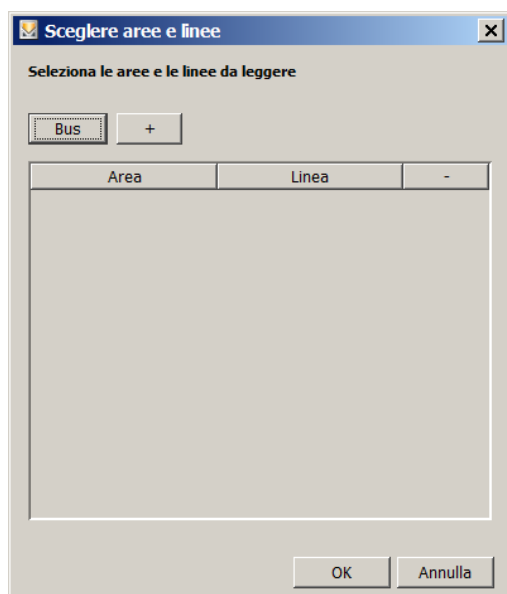 Sceglere aree e linee
Seleziona le aree e le linee da leggere
Bus +
Area Linea -
OK Annulla